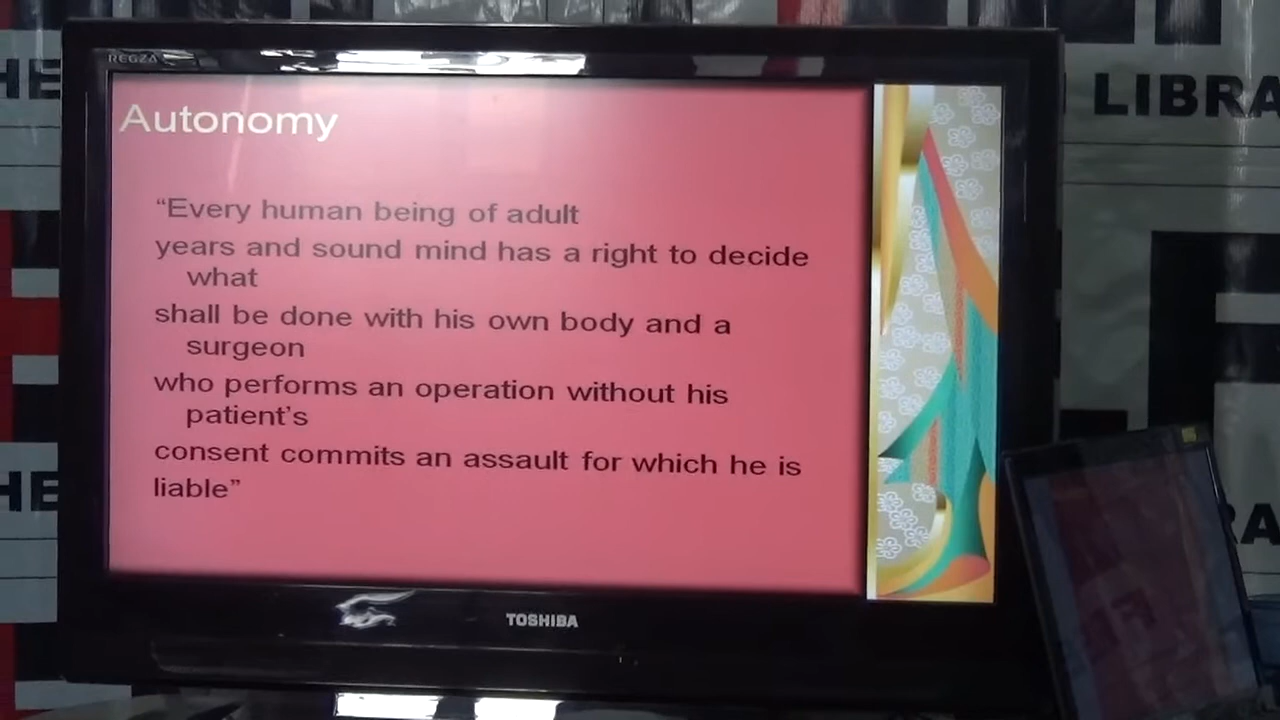 REGZA
Autonomy
“Every human being of adult
years and sound mind has a right to decide
what
shall be done with his own body and a
surgeon
who performs an operation without his
patient’s
consent commits an assault for which he is
liable”
TOSHIBA
HE
LIBRA
HE
RA